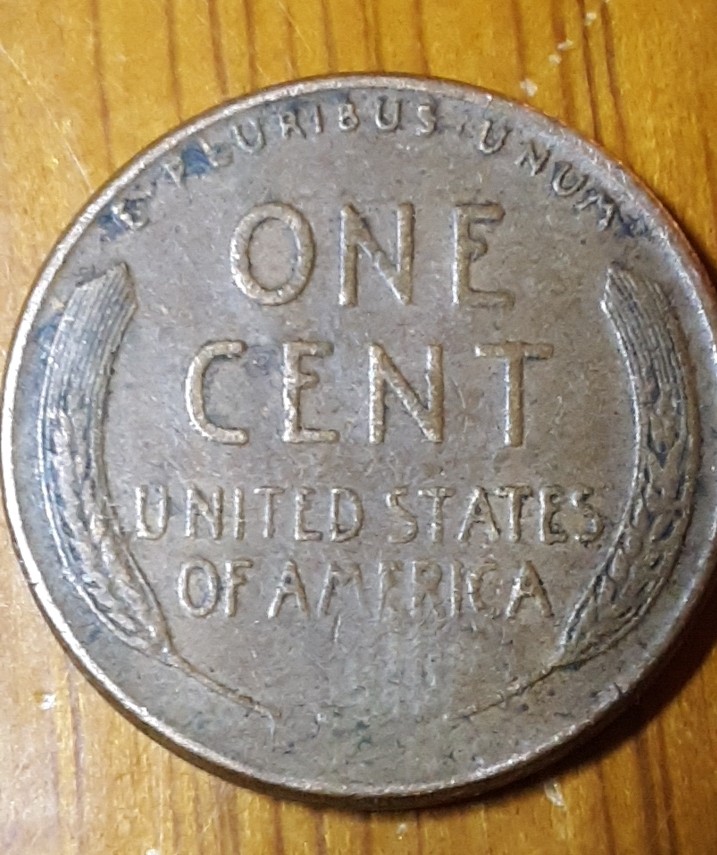 E PLURIBUS UNUM
ONE
CENT
UNITED STATES
OF AMERICA